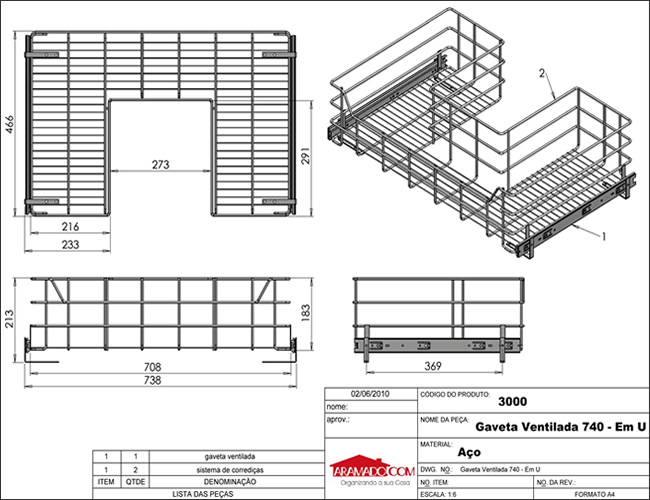 466
273
291
216
233
2
1
213
183
708
738
369
02/06/2010
nome:
aprov.:
CÓDIGO DO PRODUTO: 3000
NOME DA PEÇA:
Gaveta Ventilada 740 - Em U
MATERIAL:
Aço
DWG. NO.: Gaveta Ventilada 740 - Em U
NO. ITEM: NO. DA REV.:
ESCALA: 1:6 FORMATO A4
ARAMADO.COM
Organizando a sua Casa
1 1 gaveta ventilada
1 2 sistema de corrediças
ITEM QTDE DENOMINAÇÃO
LISTA DAS PEÇAS